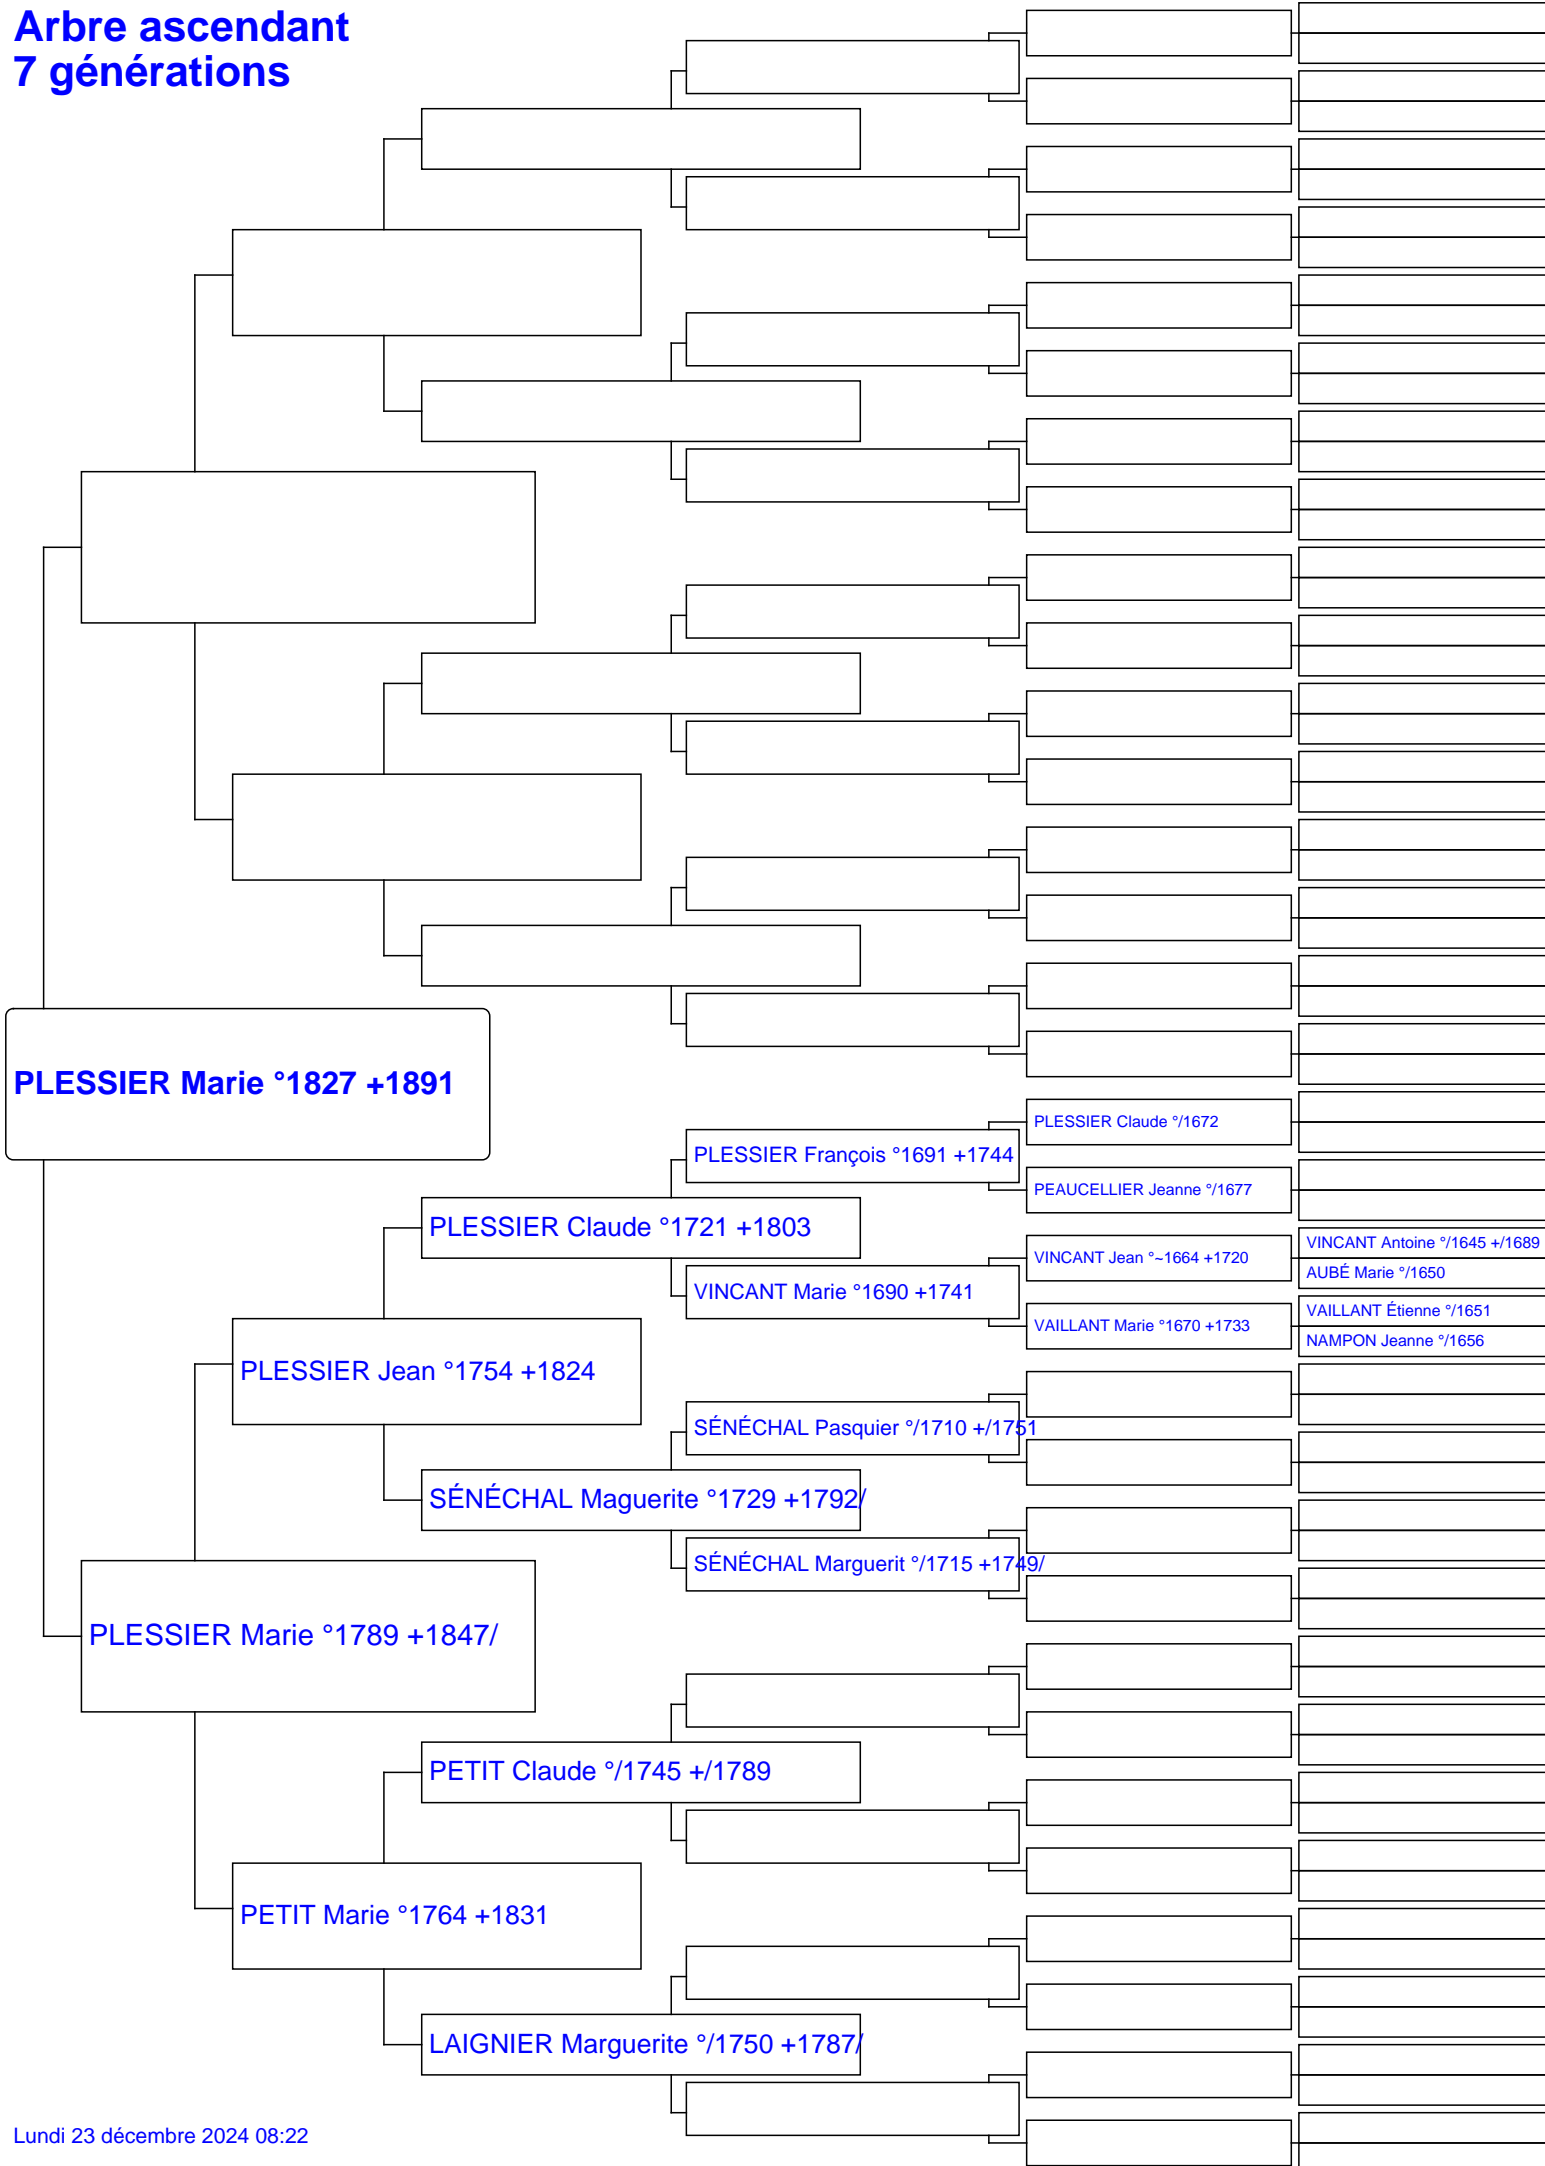 Arbre ascendant
7 générations
PLESSIER Marie °1827 +1891
PLESSIER Claude °/1672
PLESSIER François °1691 +1744
PEAUCELLIER Jeanne °/1677
PLESSIER Claude °1721 +1803
VINCANT Antoine °/1645 +/1689
VINCANT Jean °~1664 +1720
AUBÉ Marie °/1650
VINCANT Marie °1690 +1741
VAILLANT Étienne °/1651
VAILLANT Marie °1670 +1733
NAMPON Jeanne °/1656
PLESSIER Jean °1754 +1824
SÉNÉCHAL Pasquier °/1710 +/1751
SÉNÉCHAL Maguerite °1729 +1792/
SÉNÉCHAL Marguerit °/1715 +1749/
PLESSIER Marie °1789 +1847/
PETIT Claude °/1745 +/1789
PETIT Marie °1764 +1831
LAIGNIER Marguerite °/1750 +1787/
Lundi 23 décembre 2024 08:22